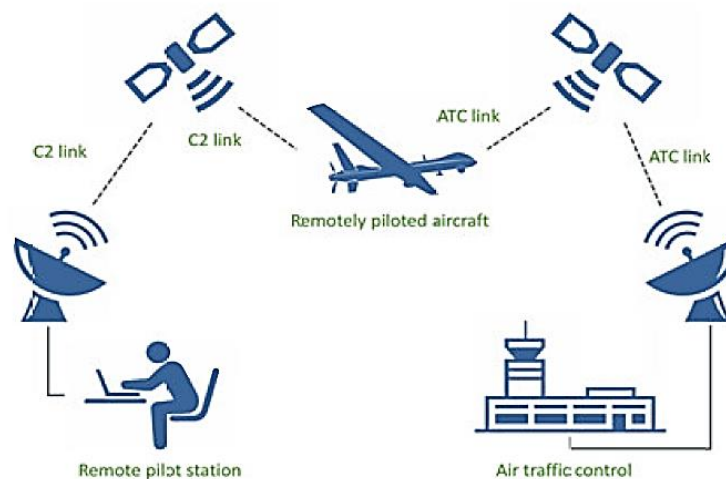 C2 link
C2 link
ATC link
ATC link
Remotely piloted aircraft
Remote pilot station
Air traffic control